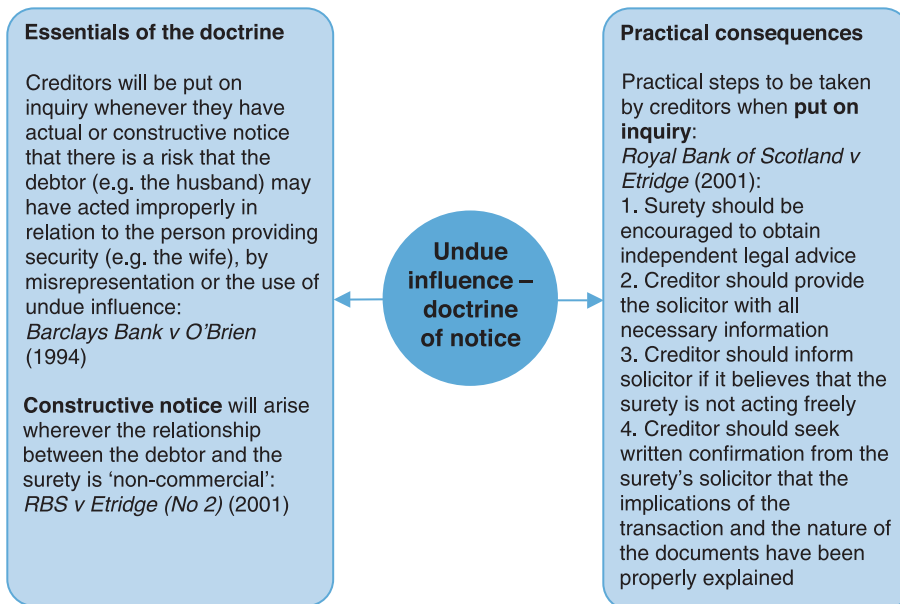 Essentials of the doctrine
Creditors will be put on
inquiry whenever they have
actual or constructive notice
that there is a risk that the
debtor (e.g. the husband) may
have acted improperly in
relation to the person providing
security (e.g. the wife), by
misrepresentation or the use of
undue influence:
Barclays Bank v O’Brien
(1994)
Constructive notice will arise
wherever the relationship
between the debtor and the
surety is ‘non-commercial’:
RBS v Etridge (No 2) (2001)
Undue
influence –
doctrine
of notice
Practical consequences
Practical steps to be taken
by creditors when put on
inquiry:
Royal Bank of Scotland v
Etridge (2001):
1. Surety should be
encouraged to obtain
independent legal advice
2. Creditor should provide
the solicitor with all
necessary information
3. Creditor should inform
solicitor if it believes that the
surety is not acting freely
4. Creditor should seek
written confirmation from the
surety’s solicitor that the
implications of the
transaction and the nature of
the documents have been
properly explained